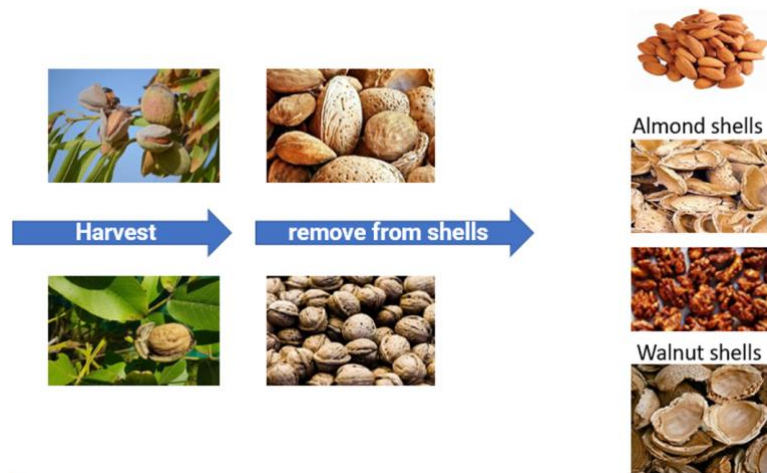 Harvest
remove from shells
Almond shells
Walnut shells